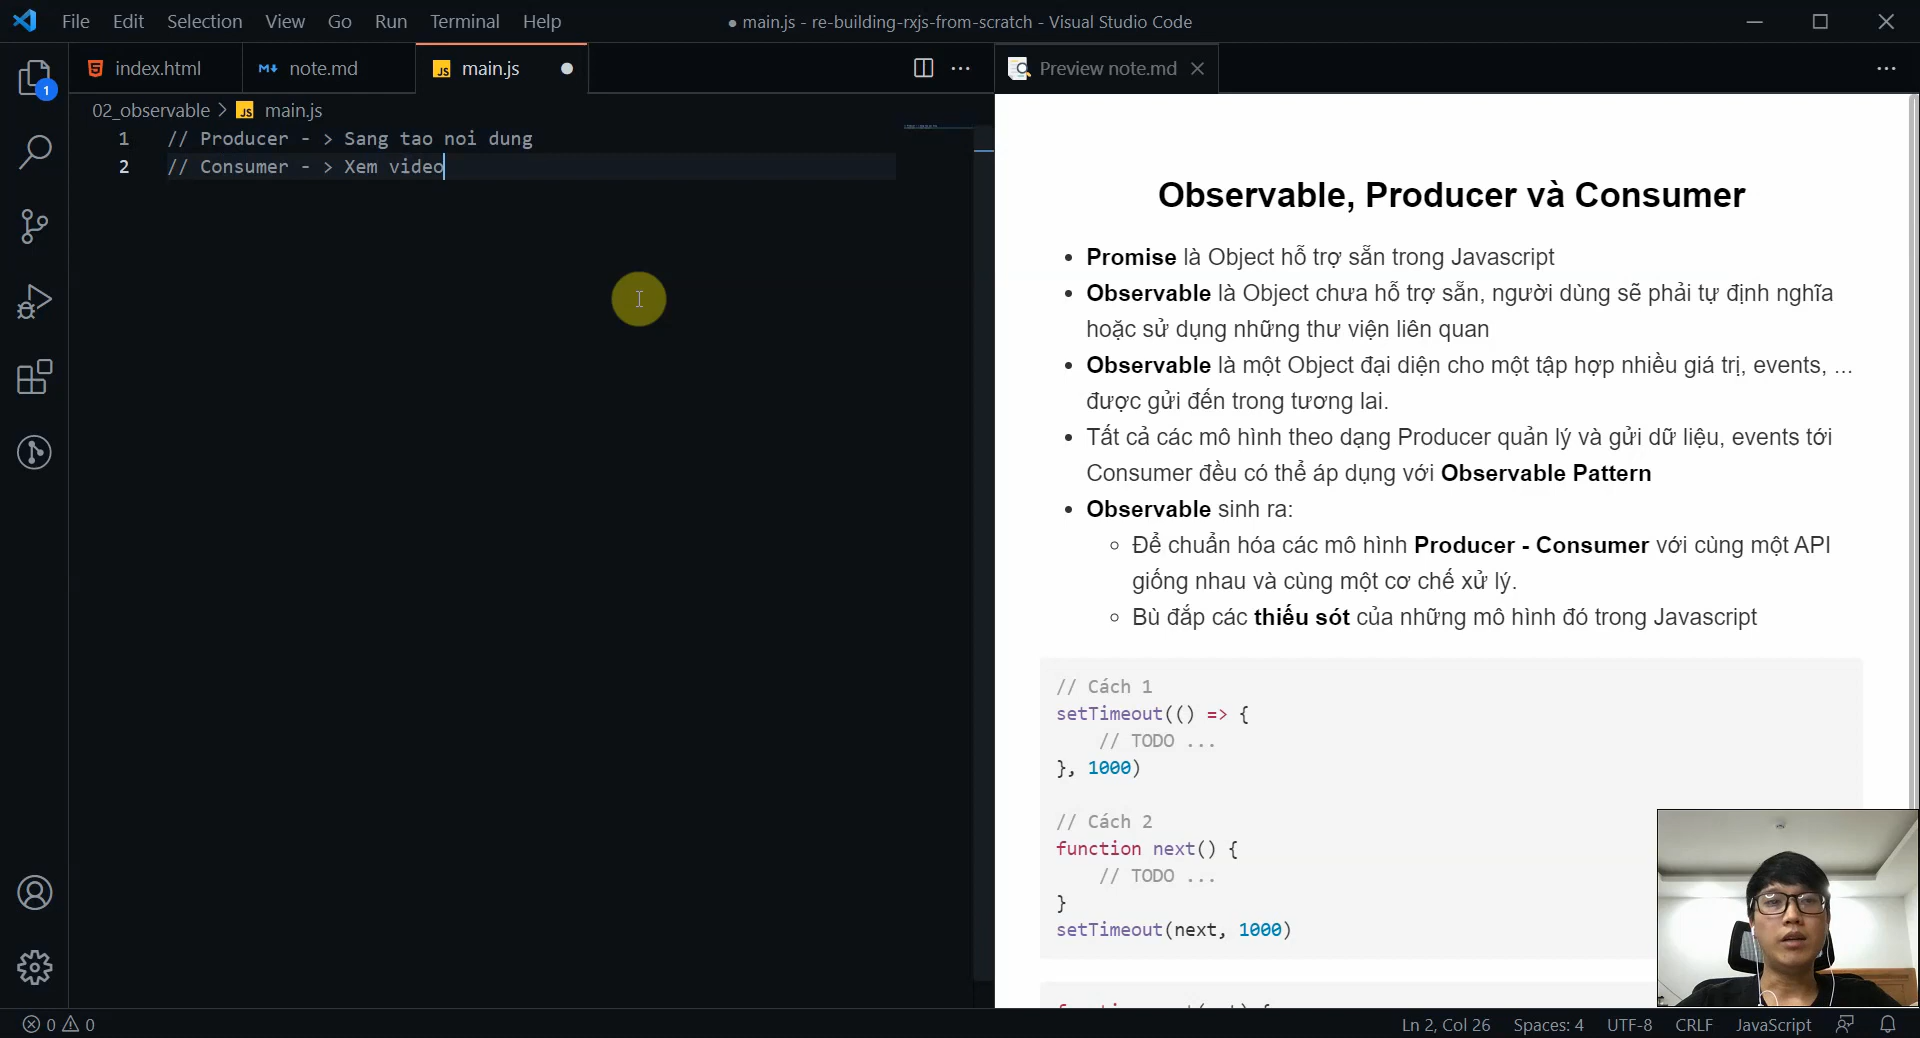 File Edit Selection View Go Run Terminal Help
● main.js - re-building-rxjs-from-scratch - Visual Studio Code
index.html
note.md
JS main.js
Preview note.md
1
02_observable > JS main.js
1 // Producer - > Sang tao noi dung
2 // Consumer - > Xem video
Observable, Producer và Consumer
Promise là Object hỗ trợ sẵn trong Javascript
Observable là Object chưa hỗ trợ sẵn, người dùng sẽ phải tự định nghĩa
hoặc sử dụng những thư viện liên quan
Observable là một Object đại diện cho một tập hợp nhiều giá trị, events, ...
được gửi đến trong tương lai.
Tất cả các mô hình theo dạng Producer quản lý và gửi dữ liệu, events tới
Consumer đều có thể áp dụng với Observable Pattern
Observable sinh ra:
Để chuẩn hóa các mô hình Producer - Consumer với cùng một API
giống nhau và cùng một cơ chế xử lý.
Bù đắp các thiếu sót của những mô hình đó trong Javascript
// Cách 1
setTimeout(() => {
// TODO ...
}, 1000)
// Cách 2
function next() {
// TODO ...
}
setTimeout(next, 1000)
0 0
Ln 2, Col 26 Spaces: 4 UTF-8 CRLF JavaScript